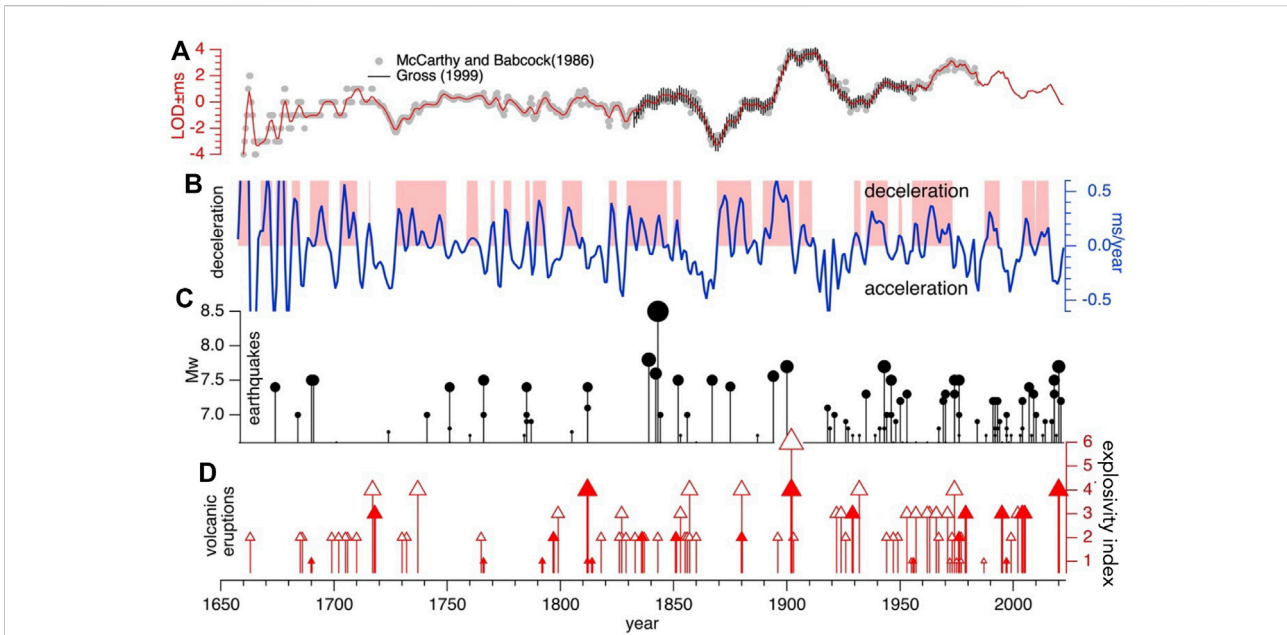 A
LOD±ms
4
2
0
-2
-4
McCarthy and Babcock(1986)
Gross (1999)
B
deceleration
deceleration
acceleration
0.5
0.0
-0.5
ms/year
C
Mw
8.5
8.0
7.5
7.0
earthquakes
D
volcanic
eruptions
6
5
4
3
2
1
explosivity index
1650 1700 1750 1800 1850 1900 1950 2000
year